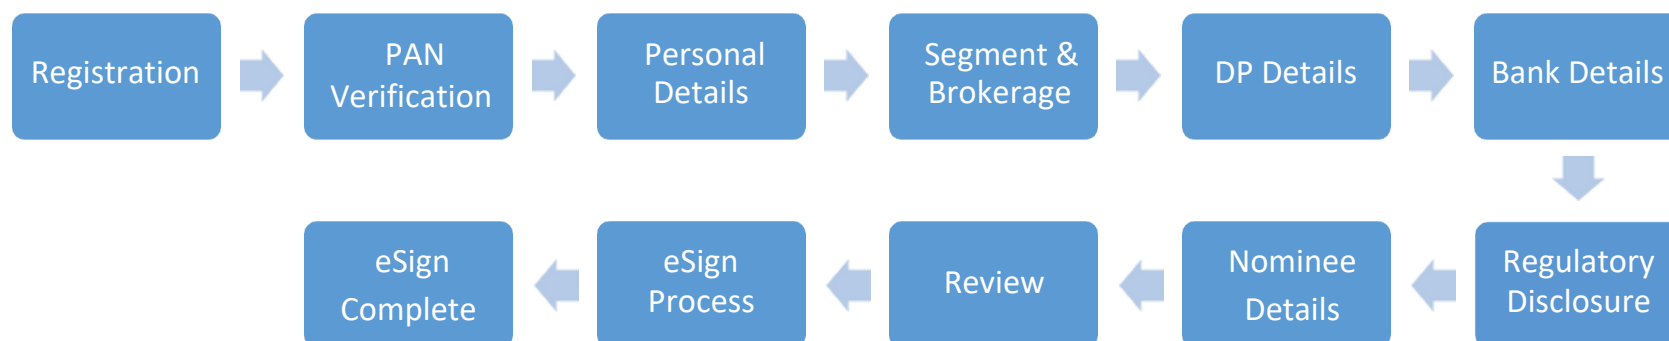 Registration
PAN
Verification
Personal
Details
Segment &
Brokerage
DP Details
Bank Details
Regulatory
Disclosure
Nominee
Details
Review
eSign
Process
eSign
Complete